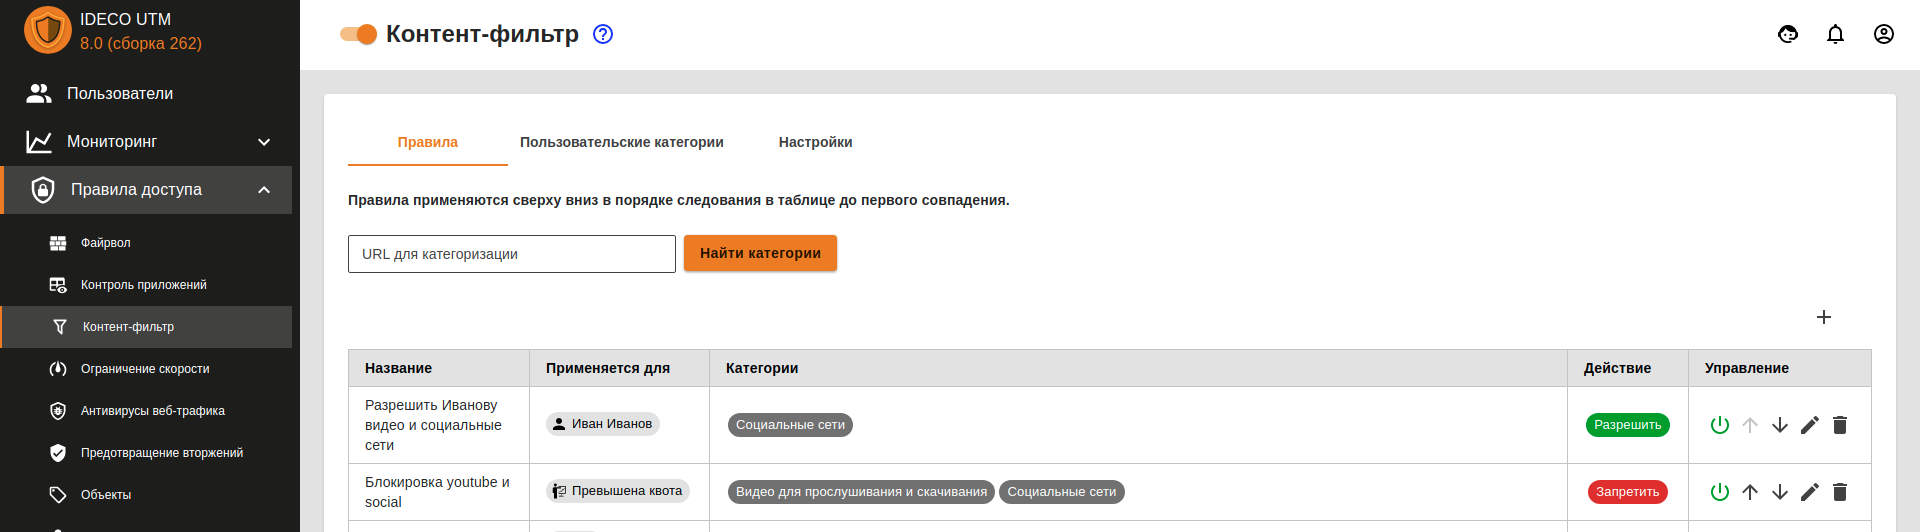 IDECO UTM
8.0 (сборка 262)
Пользователи
Мониторинг
Правила доступа
Файрвол
Контроль приложений
Контент-фильтр
Ограничение скорости
Антивирусы веб-трафика
Предотвращение вторжений
Объекты
Контент-фильтр
Правила
Пользовательские категории
Настройки
Правила применяются сверху вниз в порядке следования в таблице до первого совпадения.
URL для категоризации
Найти категории
Название
Применяется для
Категории
Действие
Управление
Разрешить Иванову
видео и социальные
сети
Иван Иванов
Социальные сети
Разрешить
Блокировка youtube и
social
Превышена квота
Видео для прослушивания и скачивания
Социальные сети
Запретить